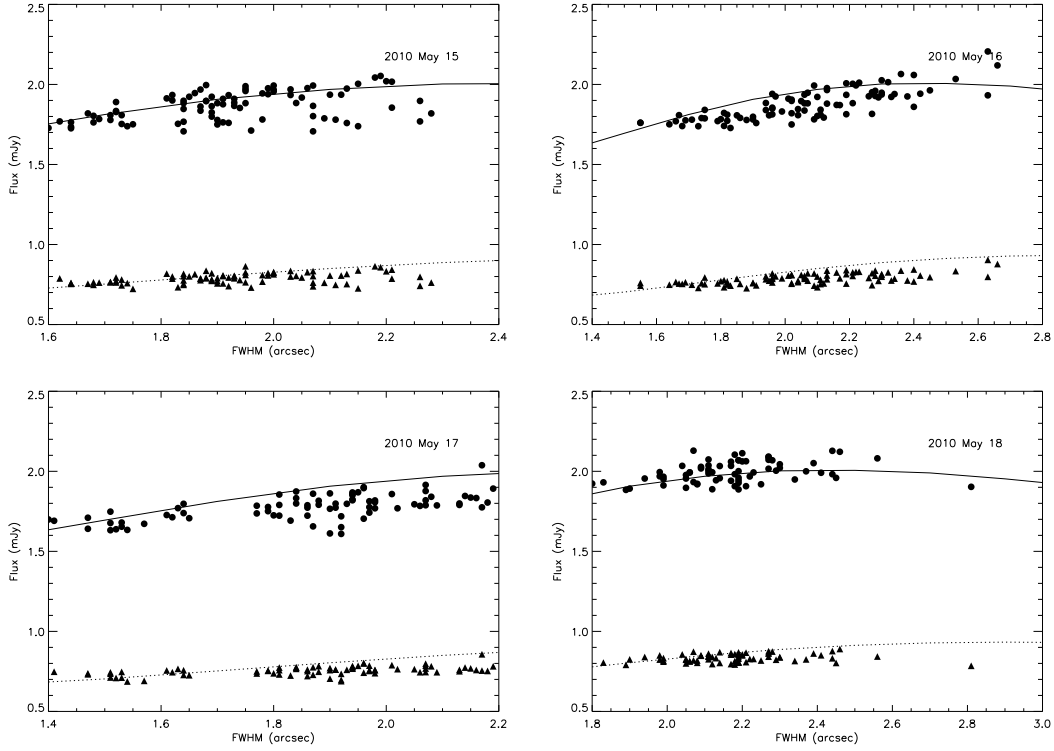 2.5
2.0
1.5
1.0
0.5
Flux (mJy)
2010 May 15
1.6 1.8 2.0 2.2 2.4
FWHM (arcsec)
2.5
2.0
1.5
1.0
0.5
Flux (mJy)
2010 May 16
1.4 1.6 1.8 2.0 2.2 2.4 2.6 2.8
FWHM (arcsec)
2.5
2.0
1.5
1.0
0.5
Flux (mJy)
2010 May 17
1.4 1.6 1.8 2.0 2.2
FWHM (arcsec)
2.5
2.0
1.5
1.0
0.5
Flux (mJy)
2010 May 18
1.8 2.0 2.2 2.4 2.6 2.8 3.0
FWHM (arcsec)